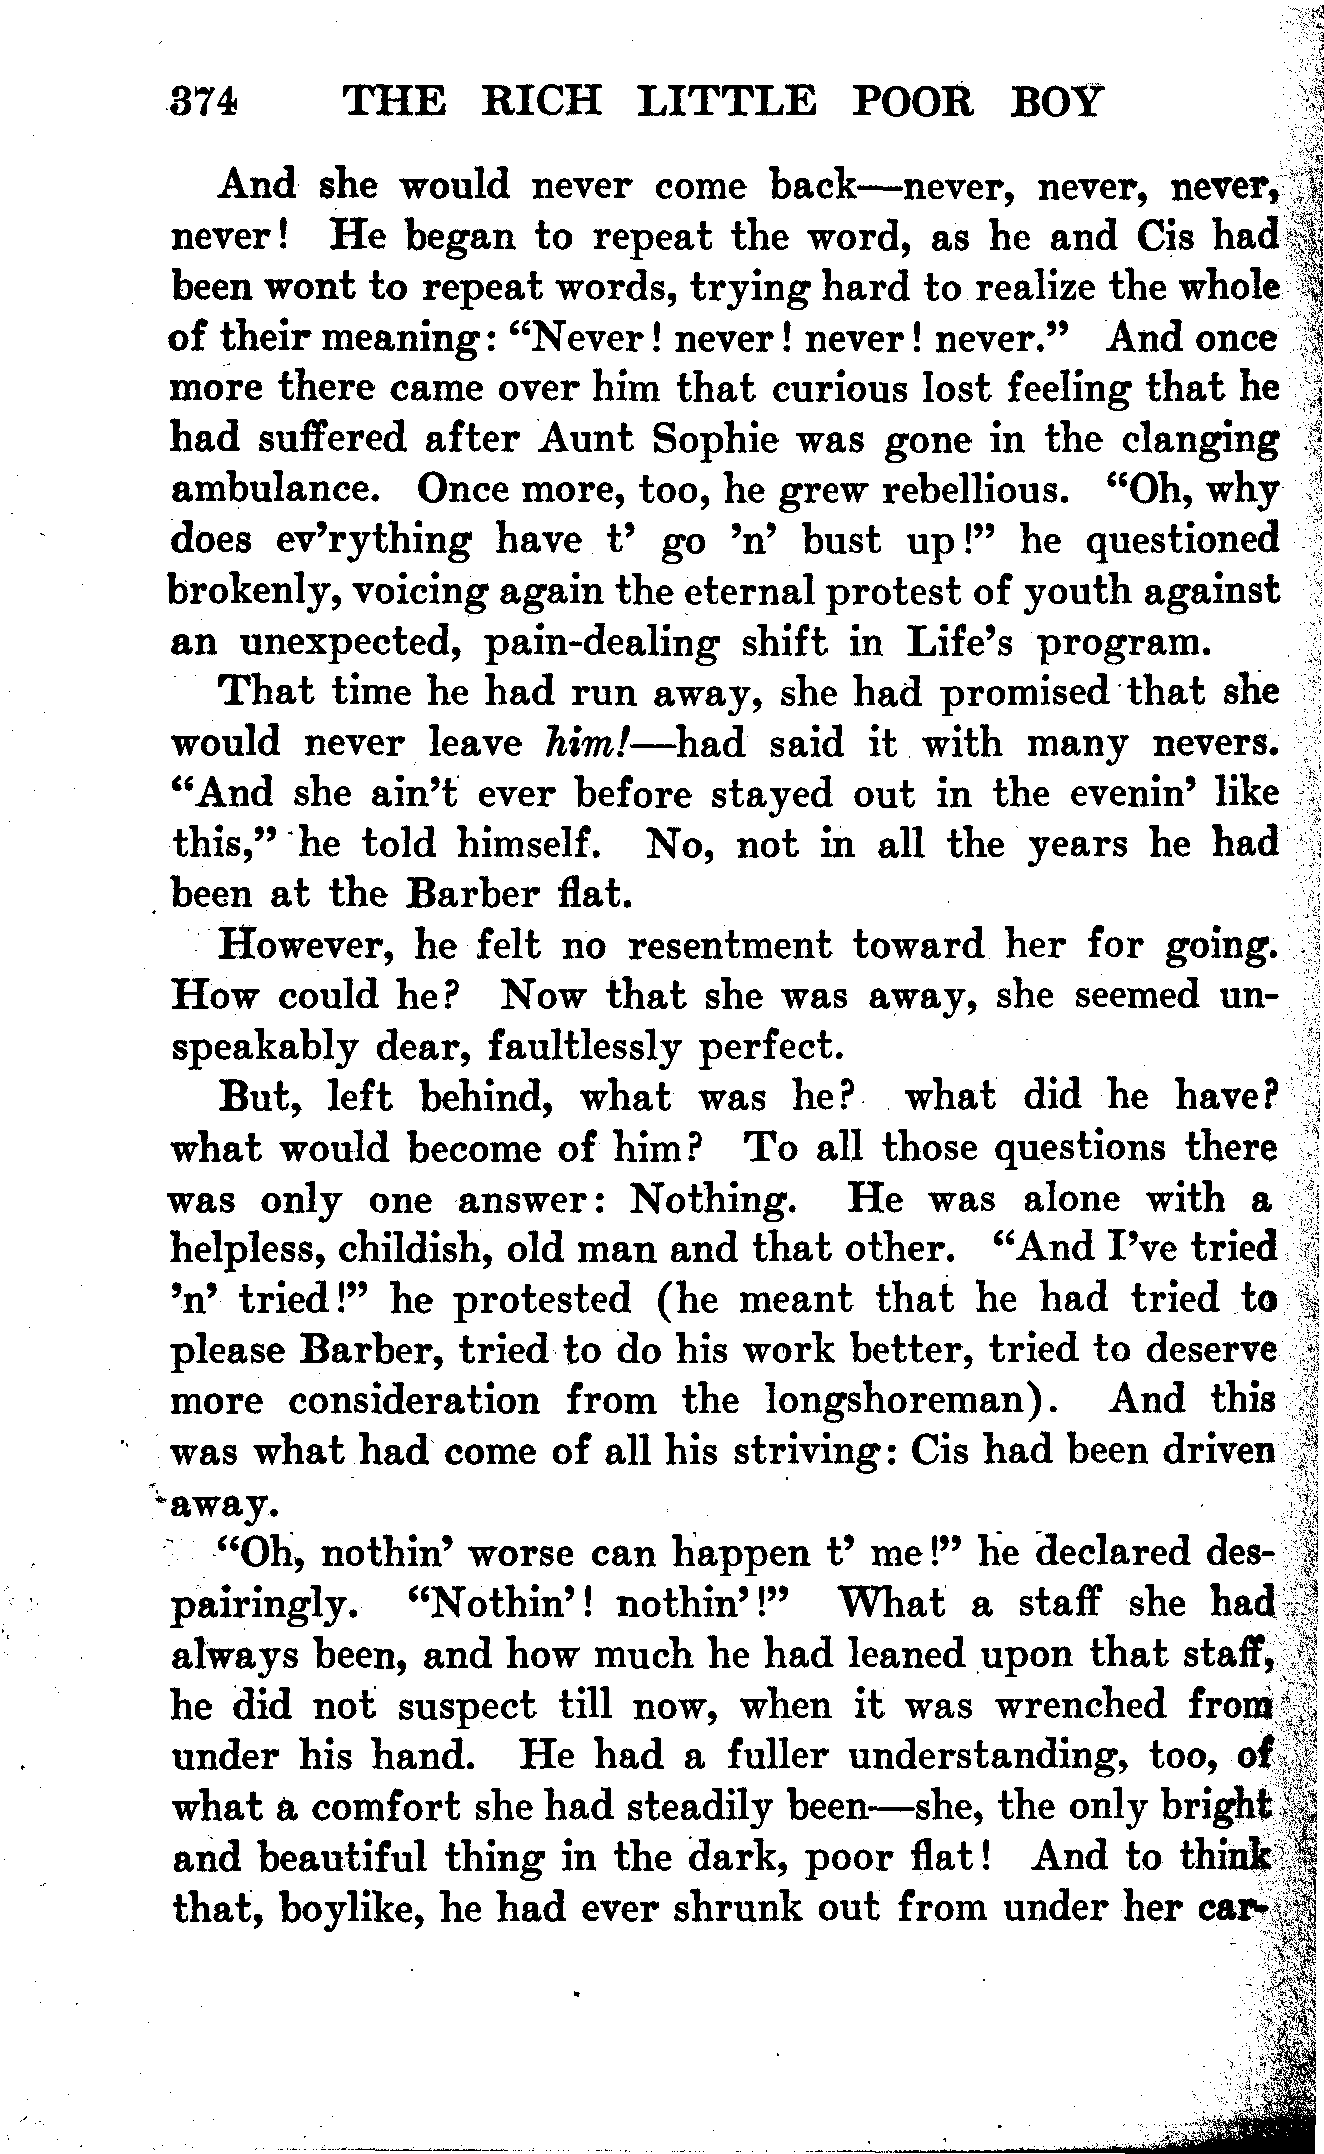 374 THE RICH LITTLE POOR BOY
And she would never come back—never, never, never,
never! He began to repeat the word, as he and Cis had
been wont to repeat words, trying hard to realize the whole
of their meaning: “Never! never! never! never.” And once
more there came over him that curious lost feeling that he
had suffered after Aunt Sophie was gone in the clanging
ambulance. Once more, too, he grew rebellious. “Oh, why
does ev’rything have t’ go ’n’ bust up!” he questioned
brokenly, voicing again the eternal protest of youth against
an unexpected, pain-dealing shift in Life’s program.
That time he had run away, she had promised that she
would never leave him!—had said it with many nevers.
“And she ain’t ever before stayed out in the evenin’ like
this,” he told himself. No, not in all the years he had
been at the Barber flat.
However, he felt no resentment toward her for going.
How could he? Now that she was away, she seemed un-
speakably dear, faultlessly perfect.
But, left behind, what was he? what did he have?
what would become of him? To all those questions there
was only one answer: Nothing. He was alone with a
helpless, childish, old man and that other. “And I’ve tried
’n’ tried!” he protested (he meant that he had tried to
please Barber, tried to do his work better, tried to deserve
more consideration from the longshoreman). And this
was what had come of all his striving: Cis had been driven
away.
“Oh, nothin’ worse can happen t’ me!” he declared des-
pairingly. “Nothin’! nothin’!” What a staff she had
always been, and how much he had leaned upon that staff,
he did not suspect till now, when it was wrenched from
under his hand. He had a fuller understanding, too, of
what a comfort she had steadily been—she, the only bright
and beautiful thing in the dark, poor flat! And to think
that, boylike, he had ever shrunk out from under her car-